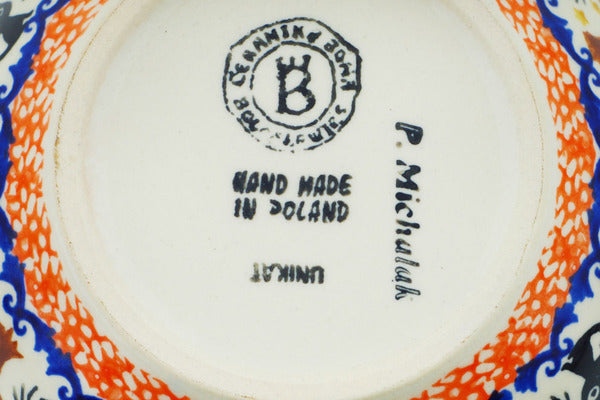 B
HAND MADE
IN POLAND
UNIKAT
P. Michalak